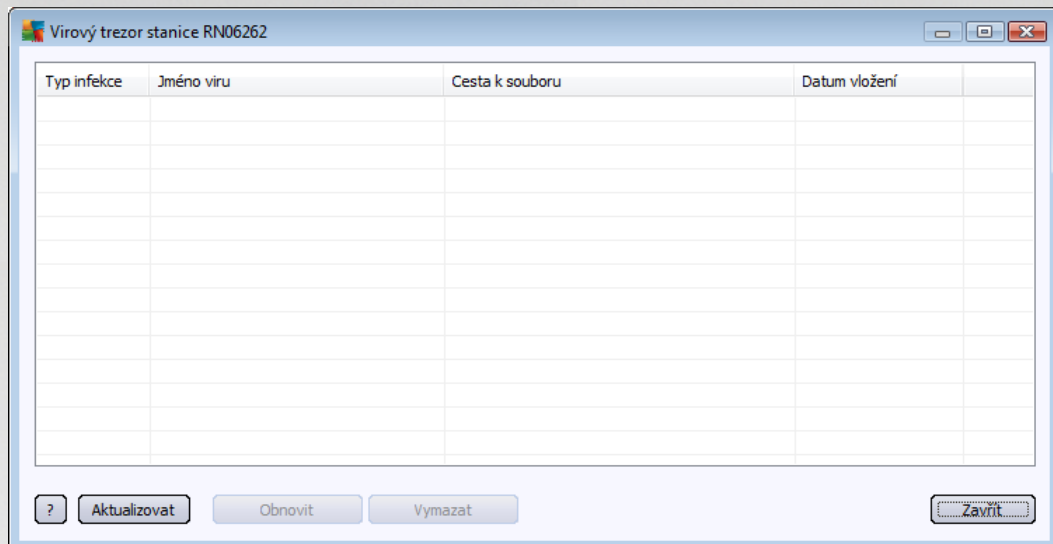 Virový trezor stanice RN06262
Typ infekce Jméno viru Cesta k souboru Datum vložení
? Aktualizovat Obnovit Vymazat Zavřít